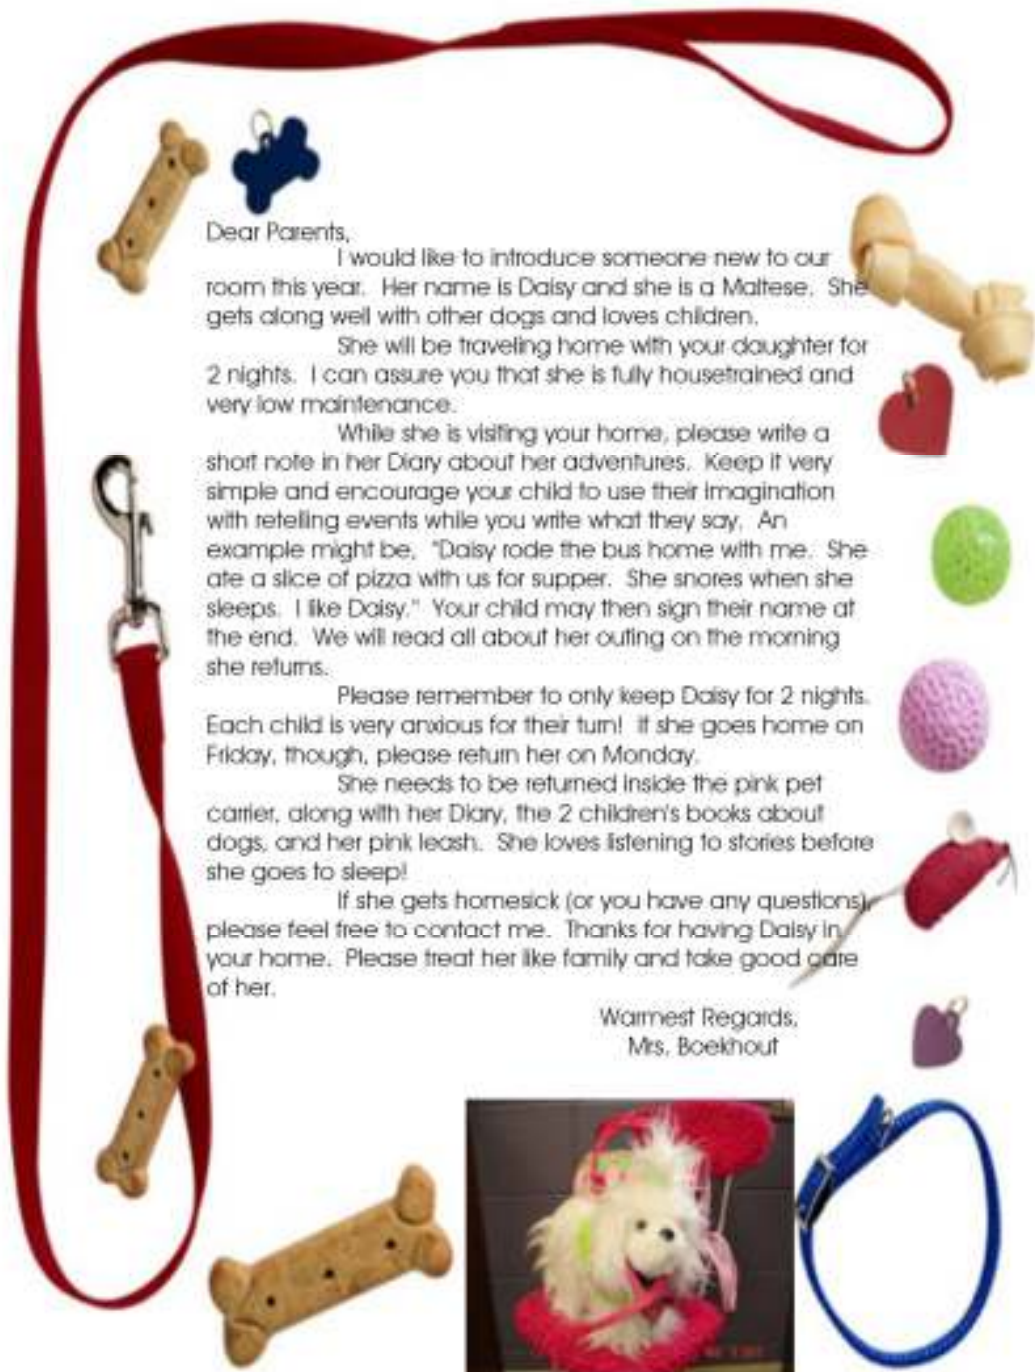 Dear Parents,
I would like to introduce someone new to our
room this year. Her name is Daisy and she is a Maltese. She
gets along well with other dogs and loves children.
She will be traveling home with your daughter for
2 nights. I can assure you that she is fully housetrained and
very low maintenance.
While she is visiting your home, please write a
short note in her Diary about her adventures. Keep it very
simple and encourage your child to use their imagination
with retelling events while you write what they say. An
example might be, "Daisy rode the bus home with me. She
ate a slice of pizza with us for supper. She snores when she
sleeps. I like Daisy." Your child may then sign their name at
the end. We will read all about her outing on the morning
she returns.
Please remember to only keep Daisy for 2 nights.
Each child is very anxious for their turn! If she goes home on
Friday, though, please return her on Monday.
She needs to be returned inside the pink pet
carrier, along with her Diary, the 2 children's books about
dogs, and her pink leash. She loves listening to stories before
she goes to sleep!
If she gets homesick (or you have any questions),
please feel free to contact me. Thanks for having Daisy in
your home. Please treat her like family and take good care
of her.
Warmest Regards,
Mrs. Boekhout